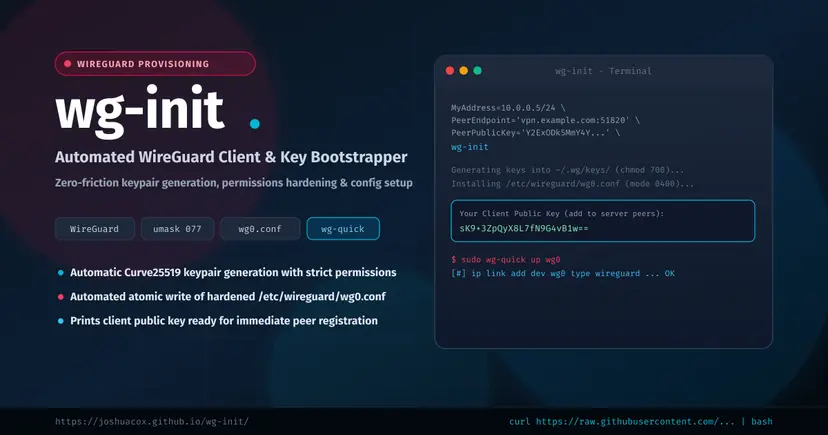 WIREGUARD PROVISIONING
wg-init .
Automated WireGuard Client & Key Bootstrapper
Zero-friction keypair generation, permissions hardening & config setup
WireGuard
umask 077
wg0.conf
wg-quick
Automatic Curve25519 keypair generation with strict permissions
Automated atomic write of hardened /etc/wireguard/wg0.conf
Prints client public key ready for immediate peer registration
wg-init - Terminal
MyAddress=10.0.0.5/24 \
PeerEndpoint='vpn.example.com:51820' \
PeerPublicKey='Y2ExODk5MmY4Y...' \
wg-init
Generating keys into ~/.wg/keys/ (chmod 700)...
Installing /etc/wireguard/wg0.conf (mode 0400)...
Your Client Public Key (add to server peers):
sK9+3ZpQyX8L7fN9G4vB1w==
$ sudo wg-quick up wg0
[#] ip link add dev wg0 type wireguard ... OK
https://joshuacox.github.io/wg-init/
curl https://raw.githubusercontent.com/... | bash